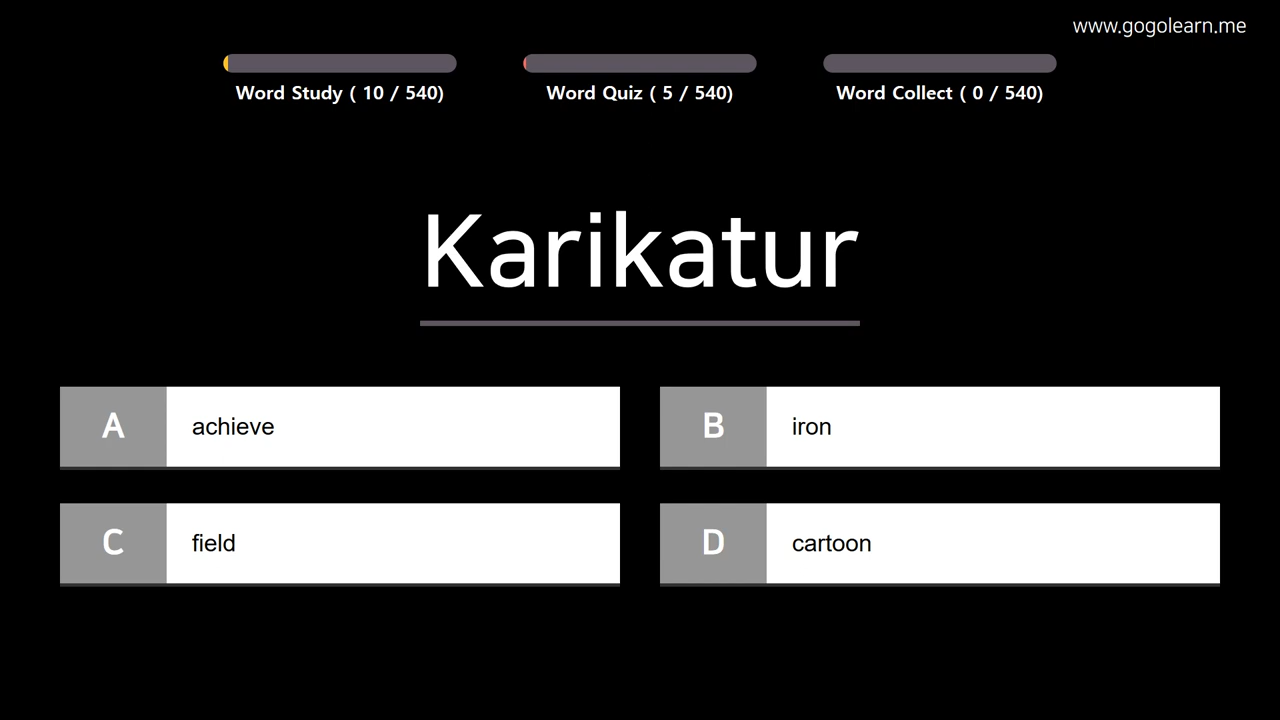 www.gogolearn.me
Word Study ( 10 / 540) Word Quiz ( 5 / 540) Word Collect ( 0 / 540)
Karikatur
A achieve
B iron
C field
D cartoon